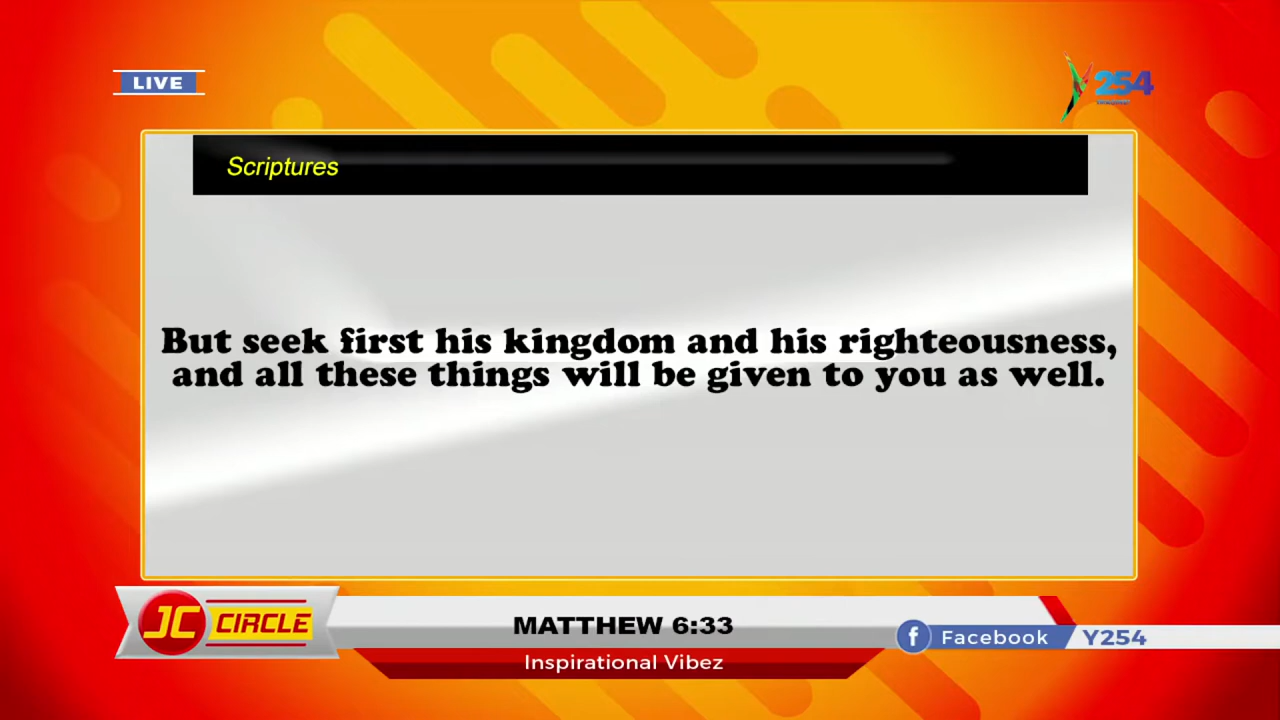 LIVE
Y254
Scriptures
But seek first his kingdom and his righteousness,
and all these things will be given to you as well.
JC CIRCLE
MATTHEW 6:33
Inspirational Vibez
f Facebook Y254